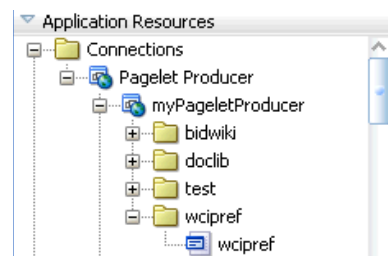 Application Resources
Connections
Pagelet Producer
myPageletProducer
bidwiki
doclib
test
wcipref
wcipref